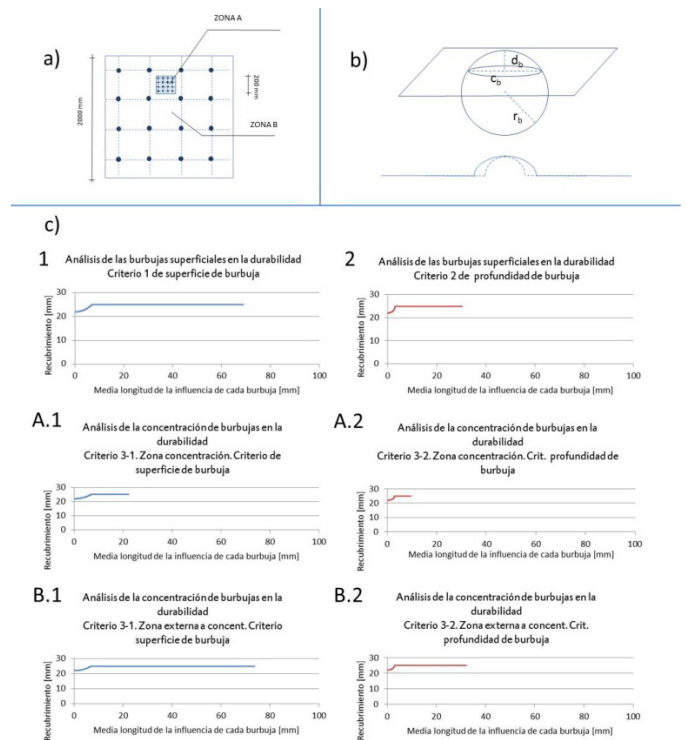 a)
ZONA A
2000 mm
200 mm
ZONA B
b)
d_b
c_b
r_b
c)
1
Análisis de las burbujas superficiales en la durabilidad
Criterio 1 de superficie de burbuja
Recubrimiento [mm]
30
20
10
0
0 20 40 60 80 100
Media longitud de la influencia de cada burbuja [mm]
2
Análisis de las burbujas superficiales en la durabilidad
Criterio 2 de profundidad de burbuja
Recubrimiento [mm]
30
20
10
0
0 20 40 60 80 100
Media longitud de la influencia de cada burbuja [mm]
A.1
Análisis de la concentración de burbujas en la
durabilidad
Criterio 3-1. Zona concentración. Criterio de
superficie de burbuja
Recubrimiento [mm]
30
20
10
0
0 20 40 60 80 100
Media longitud de la influencia de cada burbuja [mm]
A.2
Análisis de la concentración de burbujas en la
durabilidad
Criterio 3-2. Zona concentración. Crit. profundidad de
burbuja
Recubrimiento [mm]
30
20
10
0
0 20 40 60 80 100
Media longitud de la influencia de cada burbuja [mm]
B.1
Análisis de la concentración de burbujas en la
durabilidad
Criterio 3-1. Zona externa a concent. Criterio
superficie de burbuja
Recubrimiento [mm]
30
20
10
0
0 20 40 60 80 100
Media longitud de la influencia de cada burbuja [mm]
B.2
Análisis de la concentración de burbujas en la
durabilidad
Criterio 3-2. Zona externa a concent. Crit.
profundidad de burbuja
Recubrimiento [mm]
30
20
10
0
0 20 40 60 80 100
Media longitud de la influencia de cada burbuja [mm]